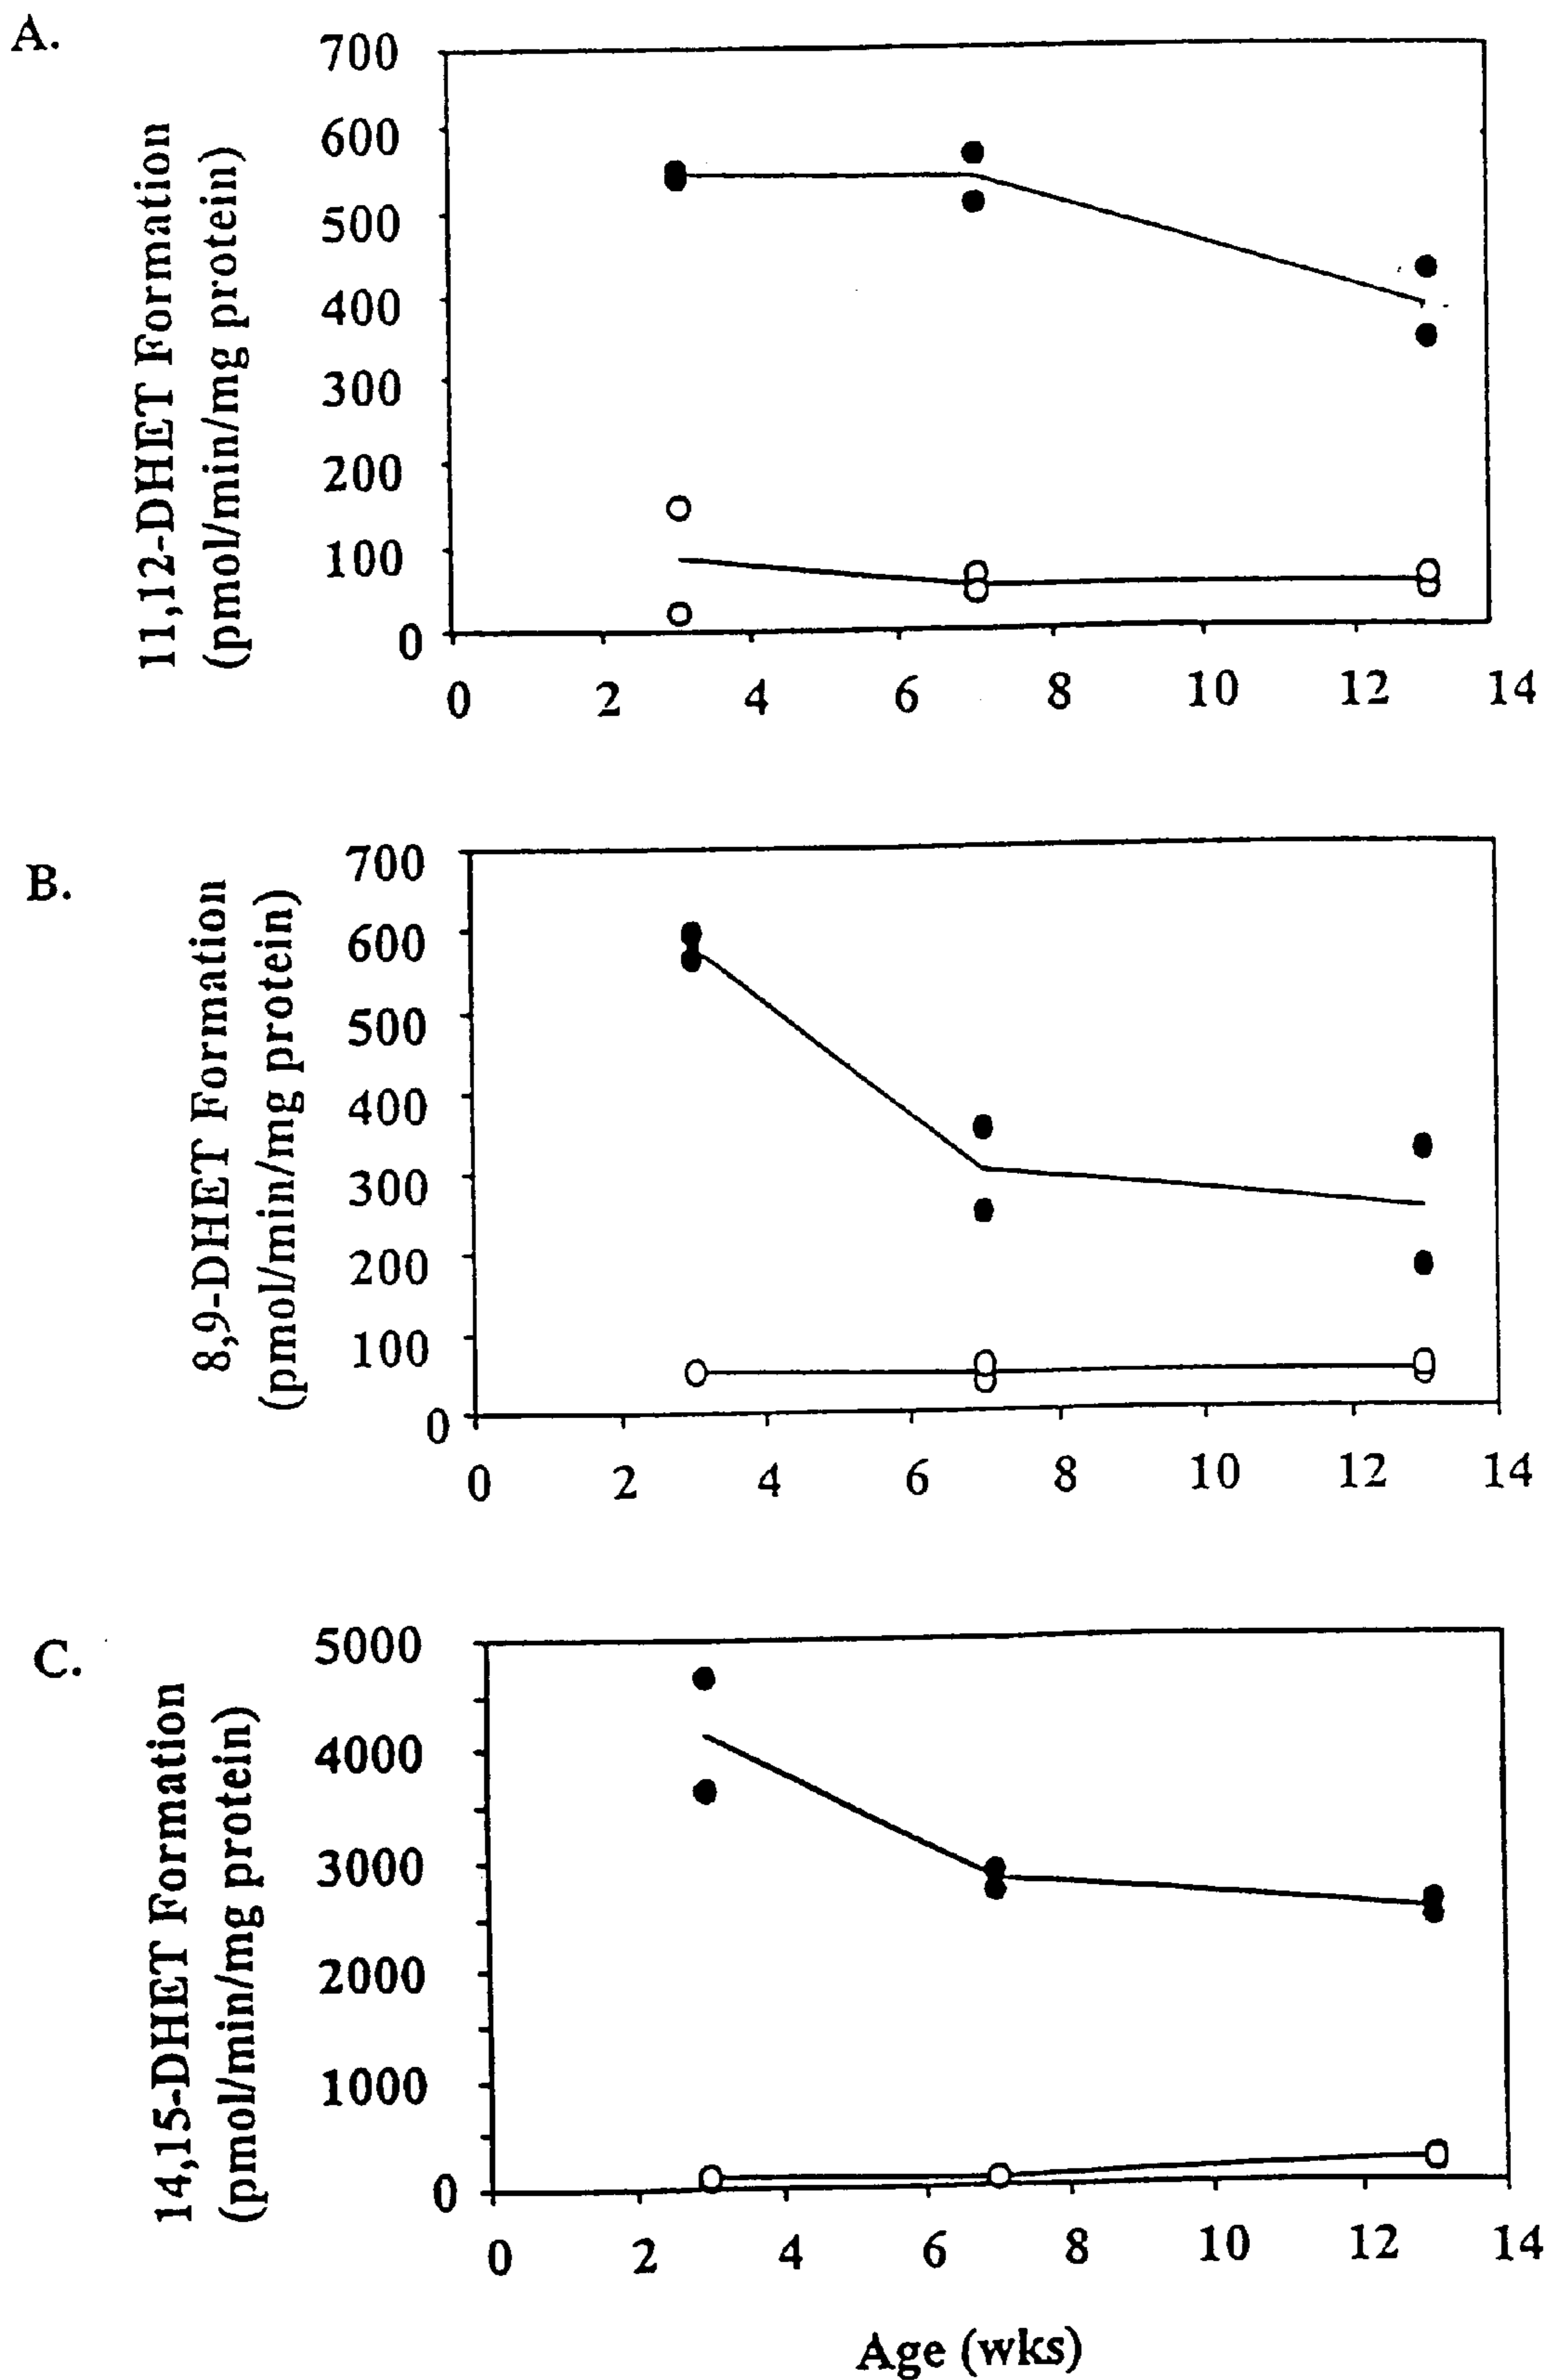 A.
11,12-DHET Formation
(pmol/min/mg protein)
700
600
500
400
300
200
100
0
0 2 4 6 8 10 12 14
B.
8,9-DHET Formation
(pmol/min/mg protein)
700
600
500
400
300
200
100
0
0 2 4 6 8 10 12 14
C.
14,15-DHET Formation
(pmol/min/mg protein)
5000
4000
3000
2000
1000
0
0 2 4 6 8 10 12 14
Age (wks)